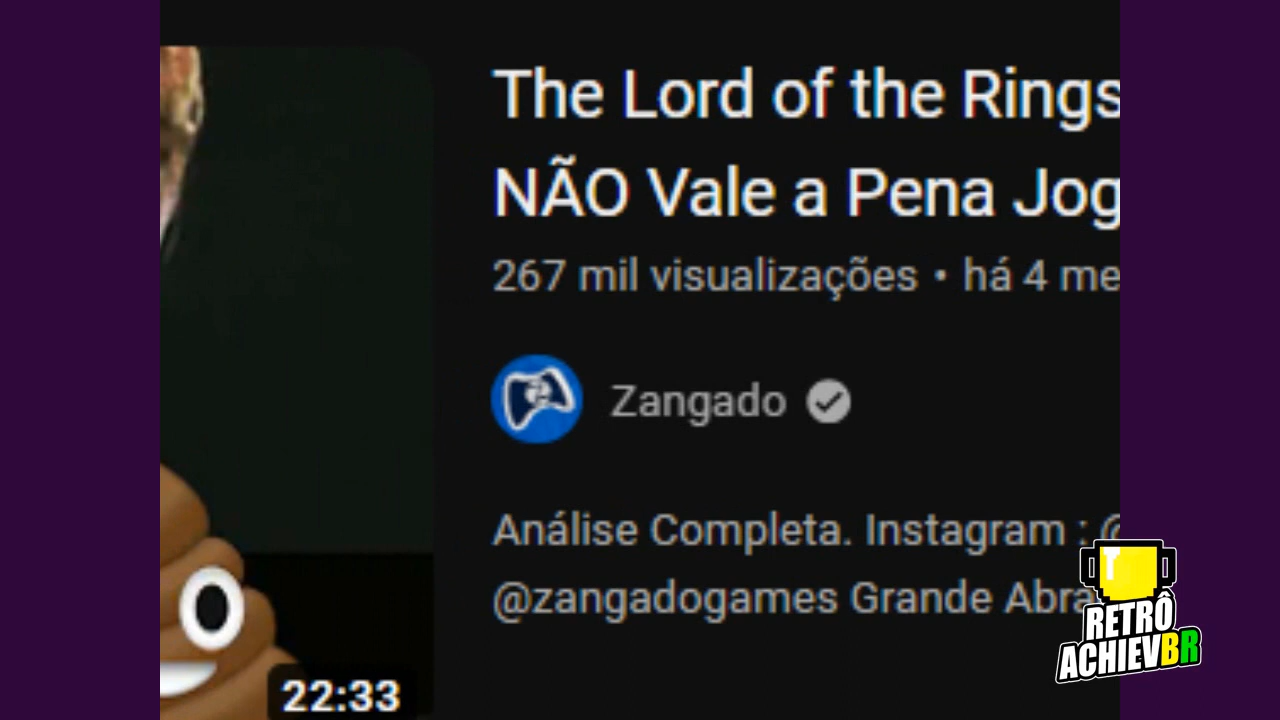 The Lord of the Rings
NÃO Vale a Pena Jog
267 mil visualizações • há 4 me
Zangado
Análise Completa. Instagram : @
@zangadogames Grande Abra
22:33
RETRÔ
ACHIEVBR